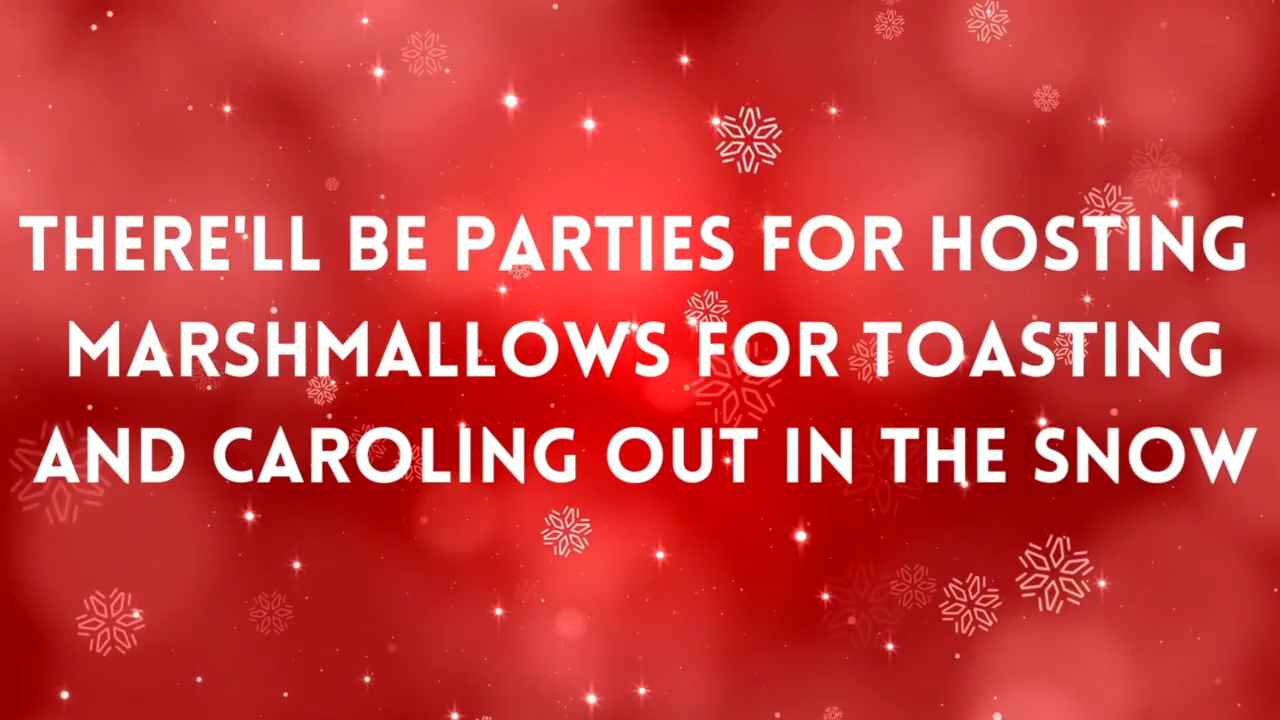 THERE'LL BE PARTIES FOR HOSTING
MARSHMALLOWS FOR TOASTING
AND CAROLING OUT IN THE SNOW